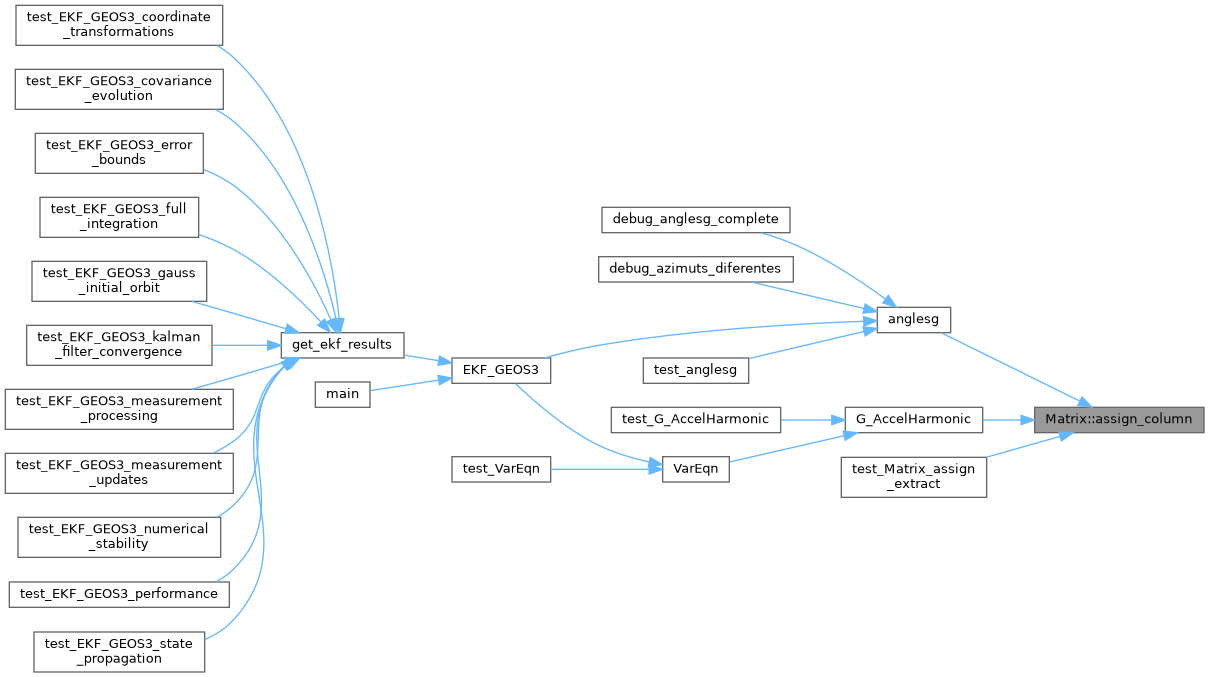 test_EKF_GEOS3_coordinate
_transformations
test_EKF_GEOS3_covariance
_evolution
test_EKF_GEOS3_error
_bounds
test_EKF_GEOS3_full
_integration
test_EKF_GEOS3_gauss
_initial_orbit
test_EKF_GEOS3_kalman
_filter_convergence
test_EKF_GEOS3_measurement
_processing
test_EKF_GEOS3_measurement
_updates
test_EKF_GEOS3_numerical
_stability
test_EKF_GEOS3_performance
test_EKF_GEOS3_state
_propagation
get_ekf_results
main
EKF_GEOS3
test_VarEqn
debug_anglesg_complete
debug_azimuts_diferentes
test_anglesg
test_G_AccelHarmonic
VarEqn
anglesg
G_AccelHarmonic
test_Matrix_assign
_extract
Matrix::assign_column